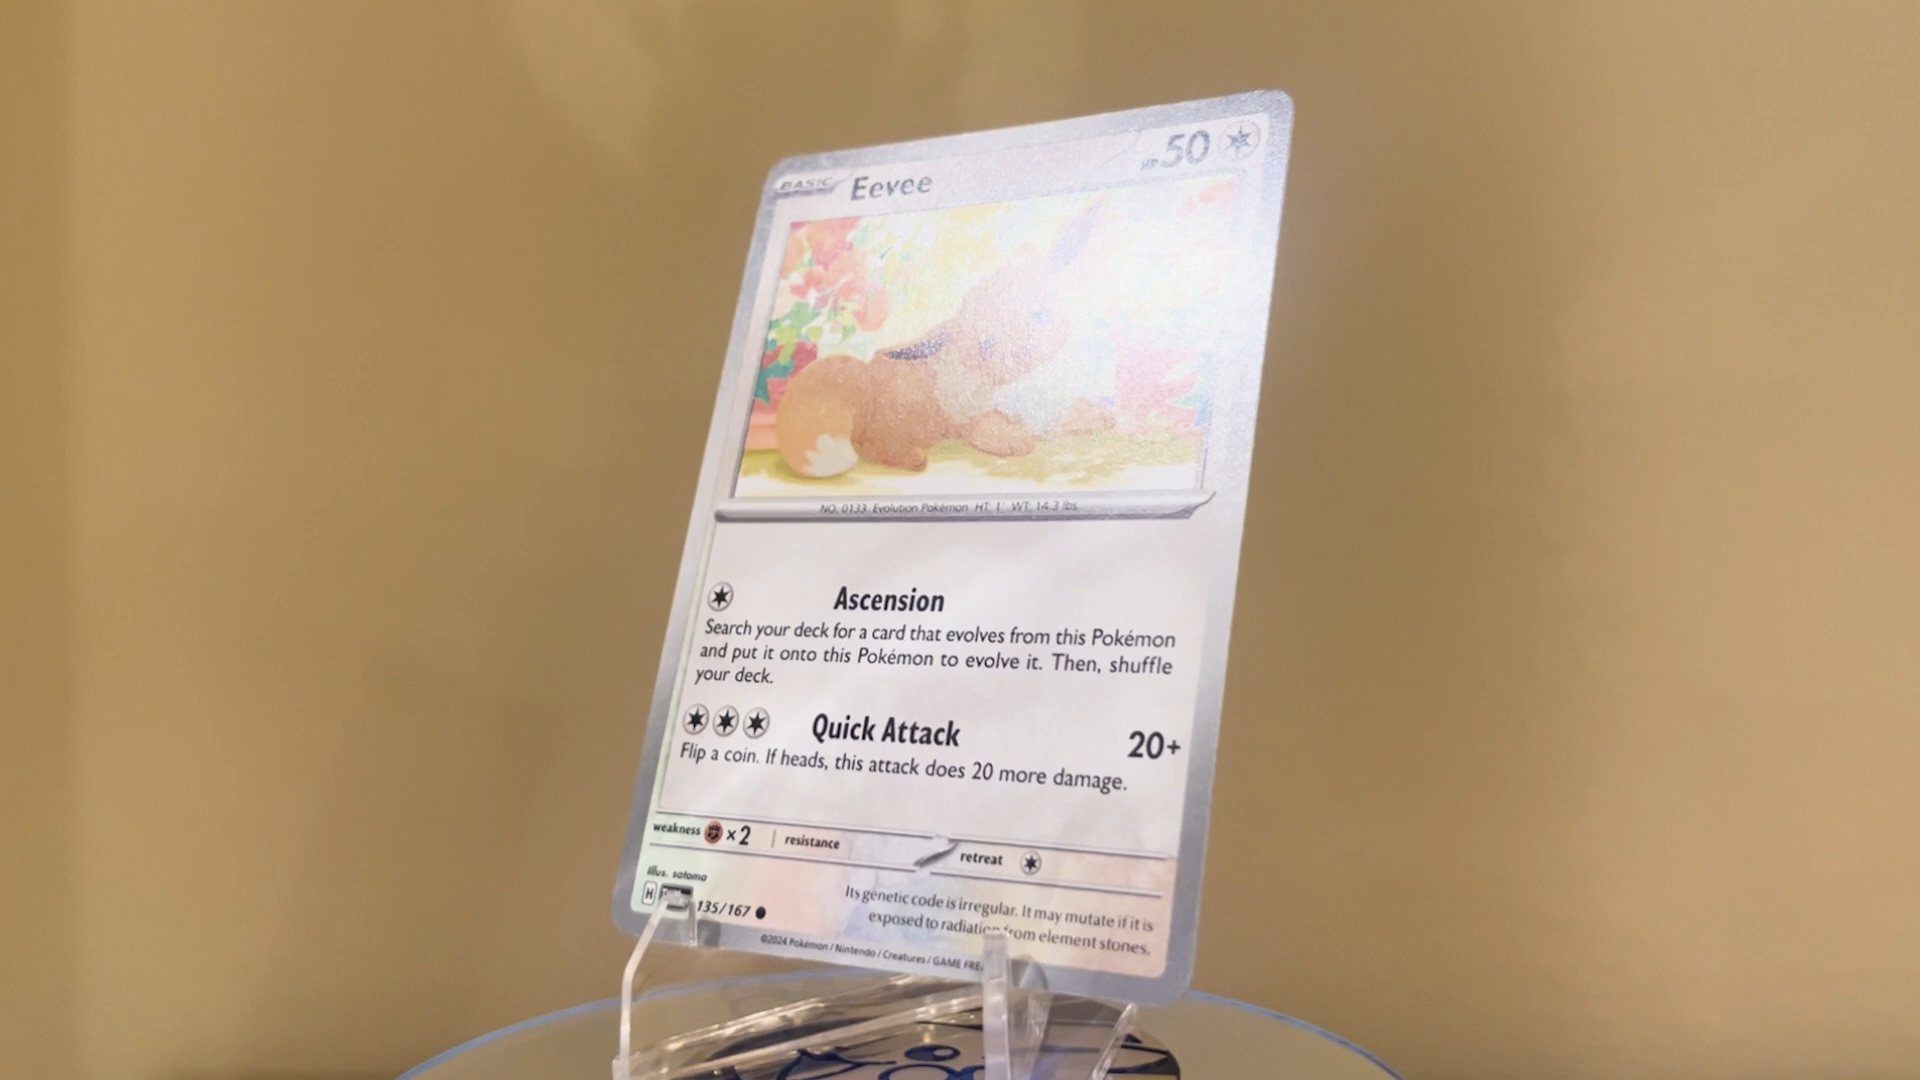 BASIC Eevee HP 50
NO. 0133 Evolution Pokémon HT. 1' WT. 14.3 lbs.
Ascension
Search your deck for a card that evolves from this Pokémon
and put it onto this Pokémon to evolve it. Then, shuffle
your deck.
Quick Attack 20+
Flip a coin. If heads, this attack does 20 more damage.
weakness ×2 resistance retreat
Illus. satoma
H 135/167
Its genetic code is irregular. It may mutate if it is
exposed to radiation from element stones.
©2024 Pokémon / Nintendo / Creatures / GAME